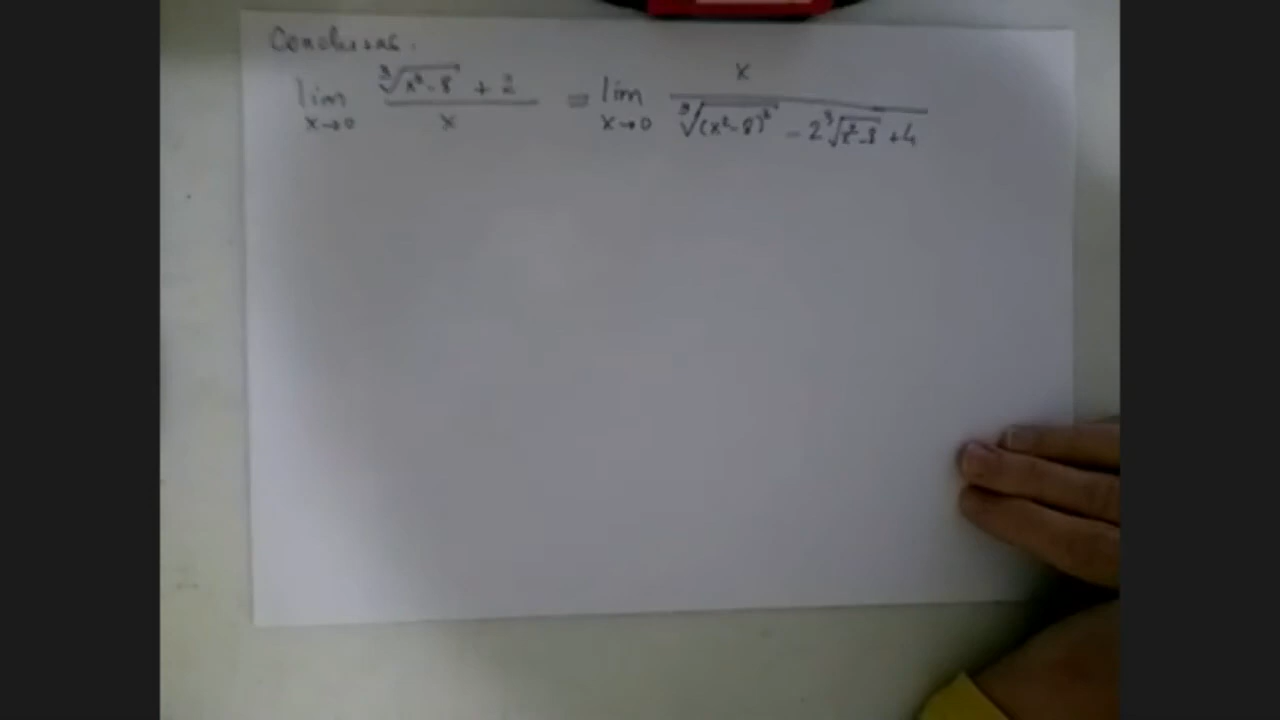 Conclusão.
lim x→0 (∛(x²-8) + 2)/x = lim x→0 x/(∛((x²-8)²) - 2∛(x²-8) + 4)